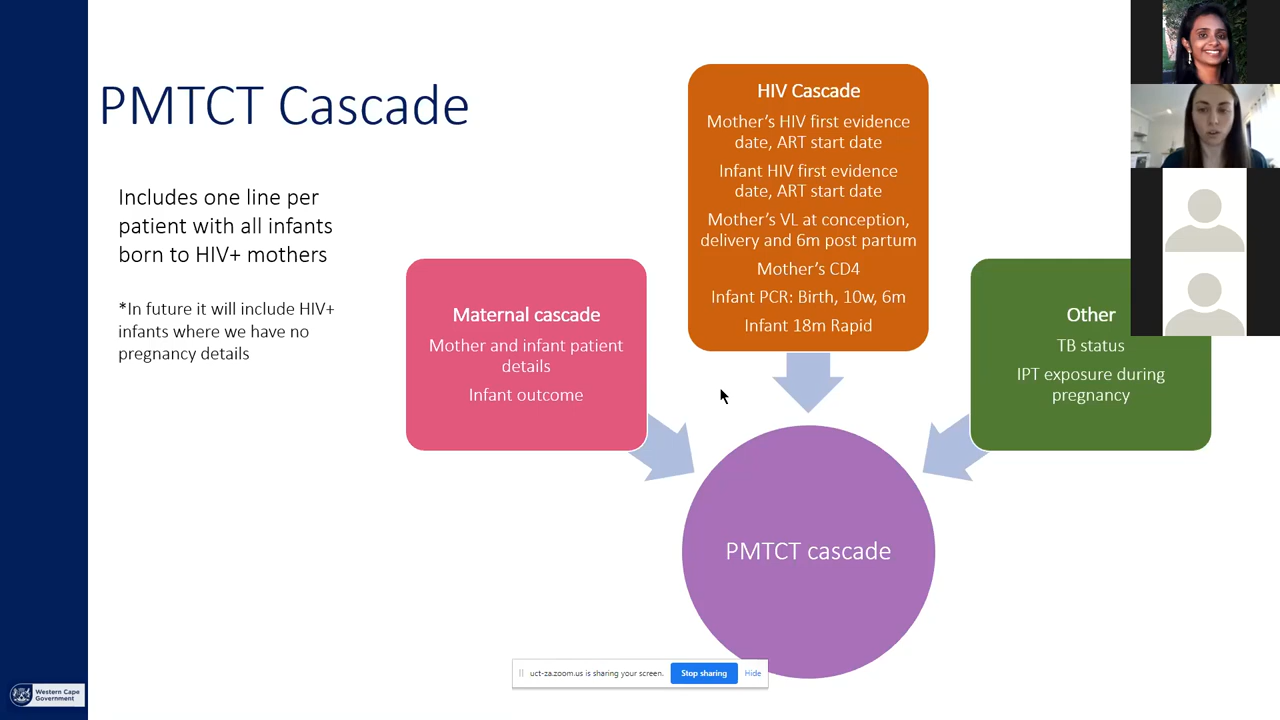 PMTCT Cascade
Includes one line per
patient with all infants
born to HIV+ mothers
*In future it will include HIV+
infants where we have no
pregnancy details
Maternal cascade
Mother and infant patient
details
Infant outcome
HIV Cascade
Mother's HIV first evidence
date, ART start date
Infant HIV first evidence
date, ART start date
Mother's VL at conception,
delivery and 6m post partum
Mother's CD4
Infant PCR: Birth, 10w, 6m
Infant 18m Rapid
Other
TB status
IPT exposure during
pregnancy
PMTCT cascade
uct-za.zoom.us is sharing your screen.
Stop sharing
Hide
Western Cape
Government